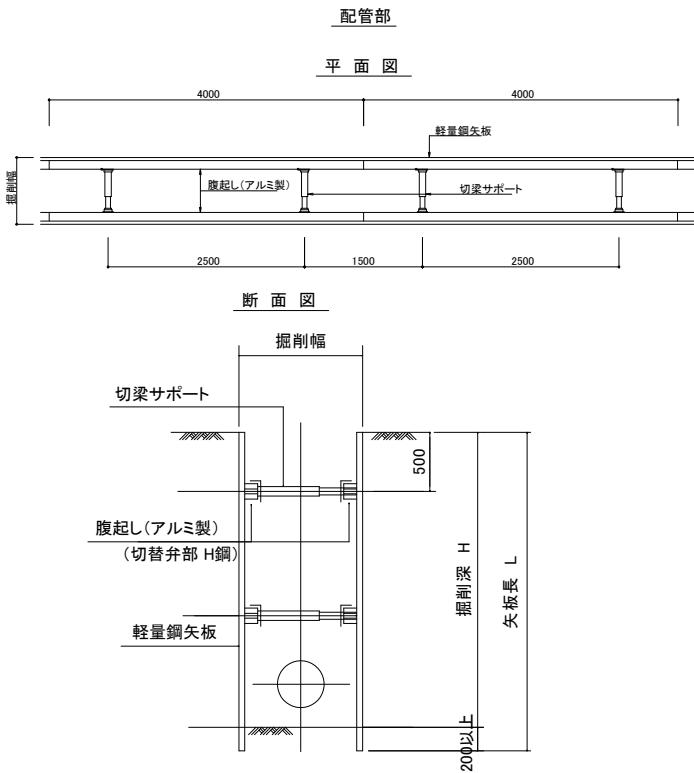 配管部
平 面 図
4000 4000
軽量鋼矢板
掘削幅
腹起し(アルミ製)
切梁サポート
2500 1500 2500
断 面 図
掘削幅
切梁サポート
500
腹起し(アルミ製)
(切替弁部 H鋼)
掘削深 H
矢板長 L
軽量鋼矢板
200以上